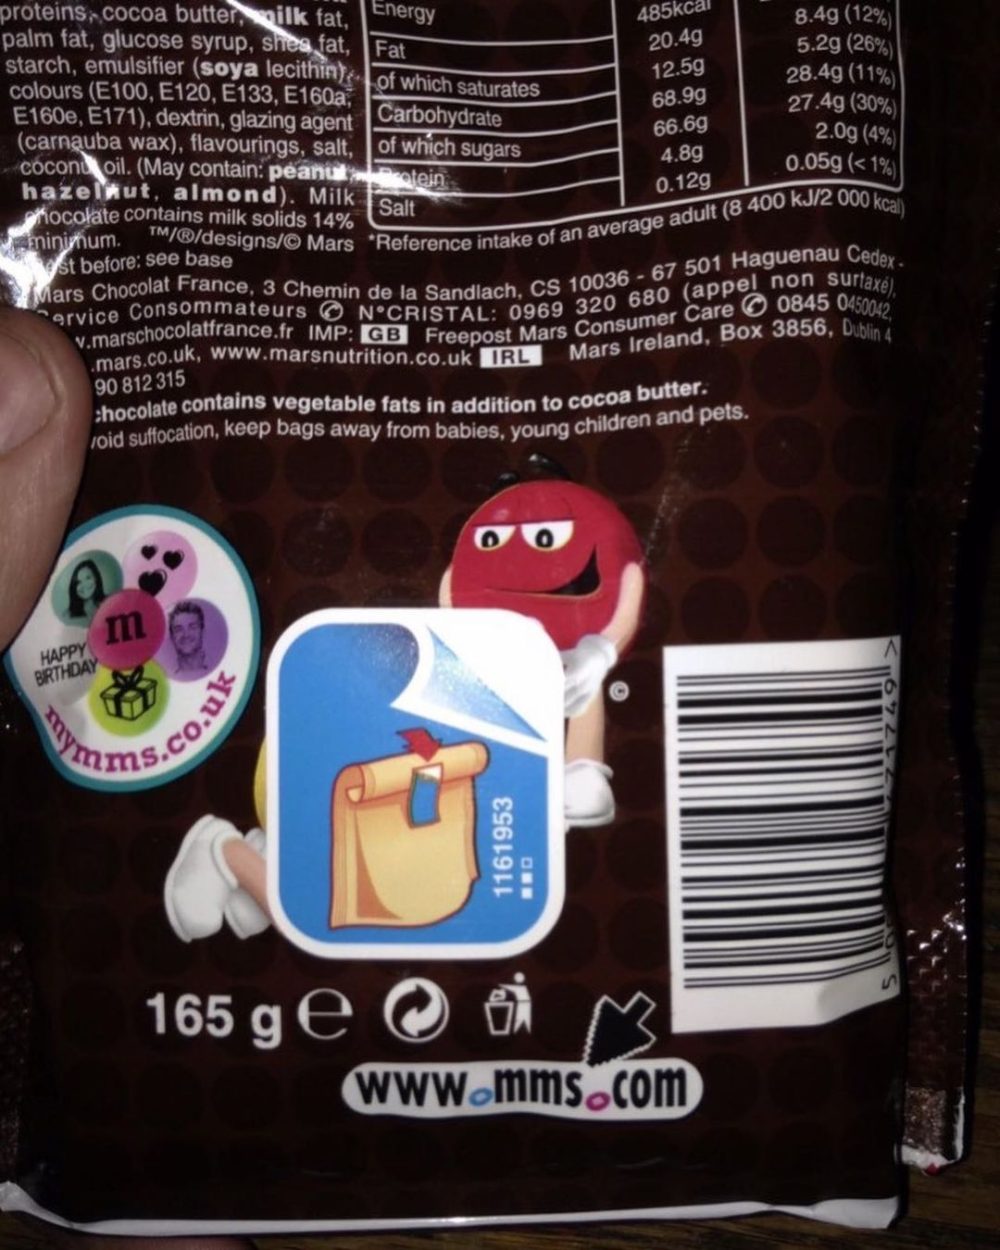 proteins, cocoa butter, milk fat,
palm fat, glucose syrup, shea fat,
starch, emulsifier (soya lecithin),
colours (E100, E120, E133, E160a,
E160e, E171), dextrin, glazing agent
(carnauba wax), flavourings, salt,
coconut oil. (May contain: peanut,
hazelnut, almond). Milk
chocolate contains milk solids 14%
minimum. ™/®/designs/© Mars
before: see base
Energy 485kcal
Fat 20.4g 8.4g (12%)
of which saturates 12.5g 5.2g (26%)
Carbohydrate 68.9g 28.4g (11%)
of which sugars 66.6g 27.4g (30%)
Protein 4.8g 2.0g (4%)
Salt 0.12g 0.05g (< 1%)
*Reference intake of an average adult (8 400 kJ/2 000 kcal)
Mars Chocolat France, 3 Chemin de la Sandlach, CS 10036 - 67 501 Haguenau Cedex -
Service Consommateurs N°CRISTAL: 0969 320 680 (appel non surtaxé),
.marschocolatfrance.fr IMP: GB Freepost Mars Consumer Care 0845 0450042,
.mars.co.uk, www.marsnutrition.co.uk IRL Mars Ireland, Box 3856, Dublin 4
90 812 315
chocolate contains vegetable fats in addition to cocoa butter.
suffocation, keep bags away from babies, young children and pets.
m
HAPPY
BIRTHDAY
mymms.co.uk
©
1161953
165 g e
www.mms.com